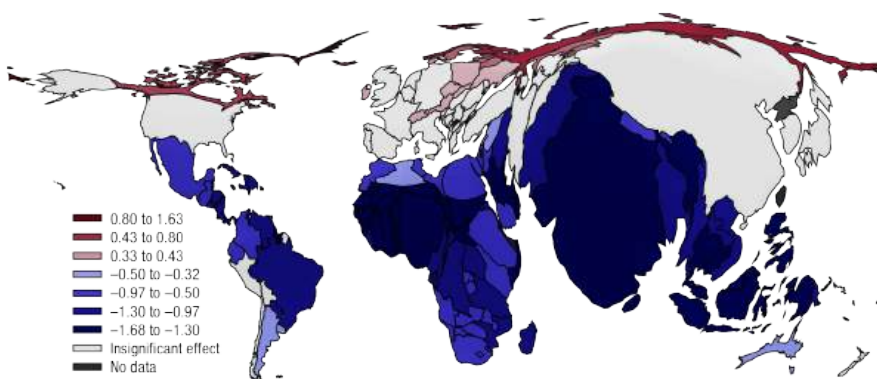 0.80 to 1.63
0.43 to 0.80
0.33 to 0.43
−0.50 to −0.32
−0.97 to −0.50
−1.30 to −0.97
−1.68 to −1.30
Insignificant effect
No data